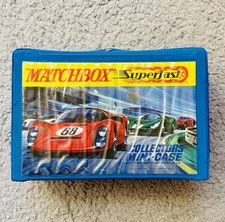 MATCHBOX Superfast
68
COLLECTORS
MINI-CASE